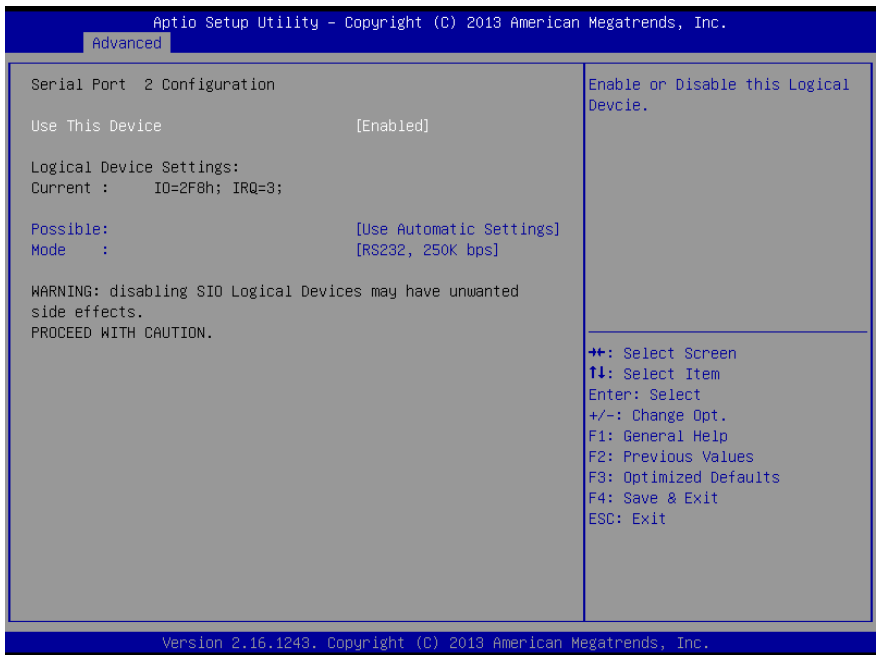 Aptio Setup Utility – Copyright (C) 2013 American Megatrends, Inc.
Advanced
Serial Port  2 Configuration
Use This Device [Enabled]
Logical Device Settings:
Current : IO=2F8h; IRQ=3;
Possible: [Use Automatic Settings]
Mode : [RS232, 250K bps]
WARNING: disabling SIO Logical Devices may have unwanted
side effects.
PROCEED WITH CAUTION.
Enable or Disable this Logical
Devcie.
→←: Select Screen
↑↓: Select Item
Enter: Select
+/-: Change Opt.
F1: General Help
F2: Previous Values
F3: Optimized Defaults
F4: Save & Exit
ESC: Exit
Version 2.16.1243. Copyright (C) 2013 American Megatrends, Inc.